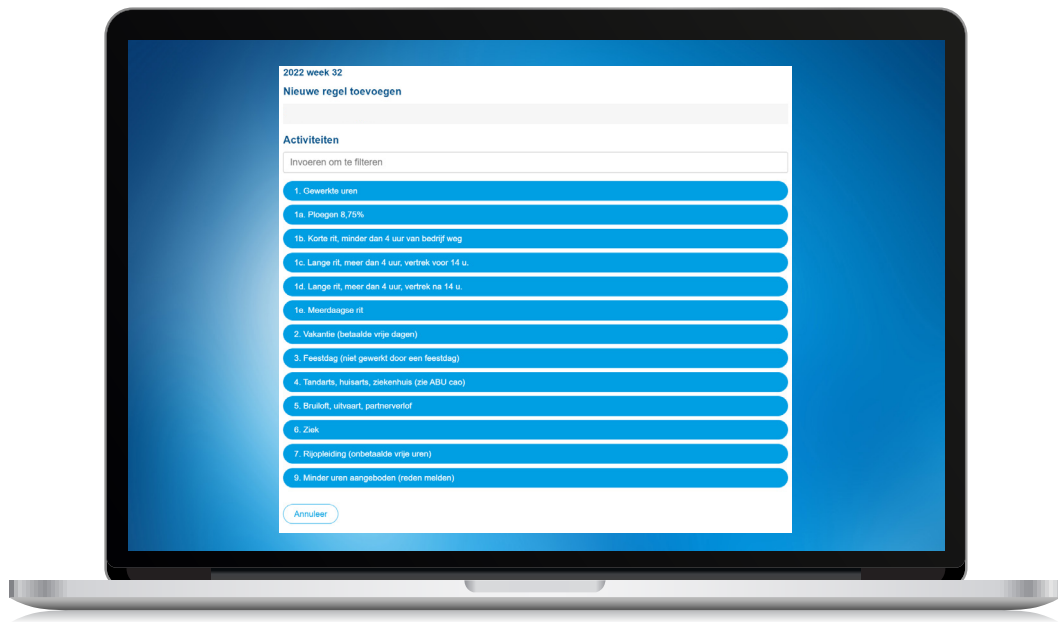 2022 week 32
Nieuwe regel toevoegen
Activiteiten
Invoeren om te filteren
1. Gewerkte uren
1a. Ploegen 8,75%
1b. Korte rit, minder dan 4 uur van bedrijf weg
1c. Lange rit, meer dan 4 uur, vertrek voor 14 u.
1d. Lange rit, meer dan 4 uur, vertrek na 14 u.
1e. Meerdaagse rit
2. Vakantie (betaalde vrije dagen)
3. Feestdag (niet gewerkt door een feestdag)
4. Tandarts, huisarts, ziekenhuis (zie ABU cao)
5. Bruiloft, uitvaart, partnerverlof
6. Ziek
7. Rijopleiding (onbetaalde vrije uren)
9. Minder uren aangeboden (reden melden)
Annuleer